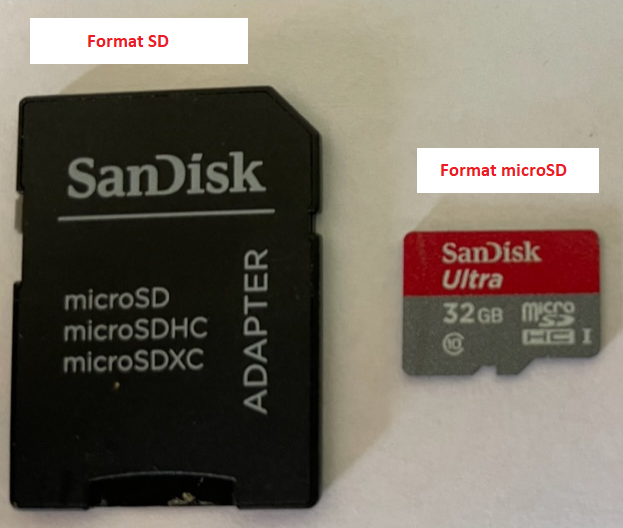 Format SD
SanDisk
microSD
microSDHC
microSDXC
ADAPTER
Format microSD
SanDisk
Ultra
32GB
micro
SD
HC I
10